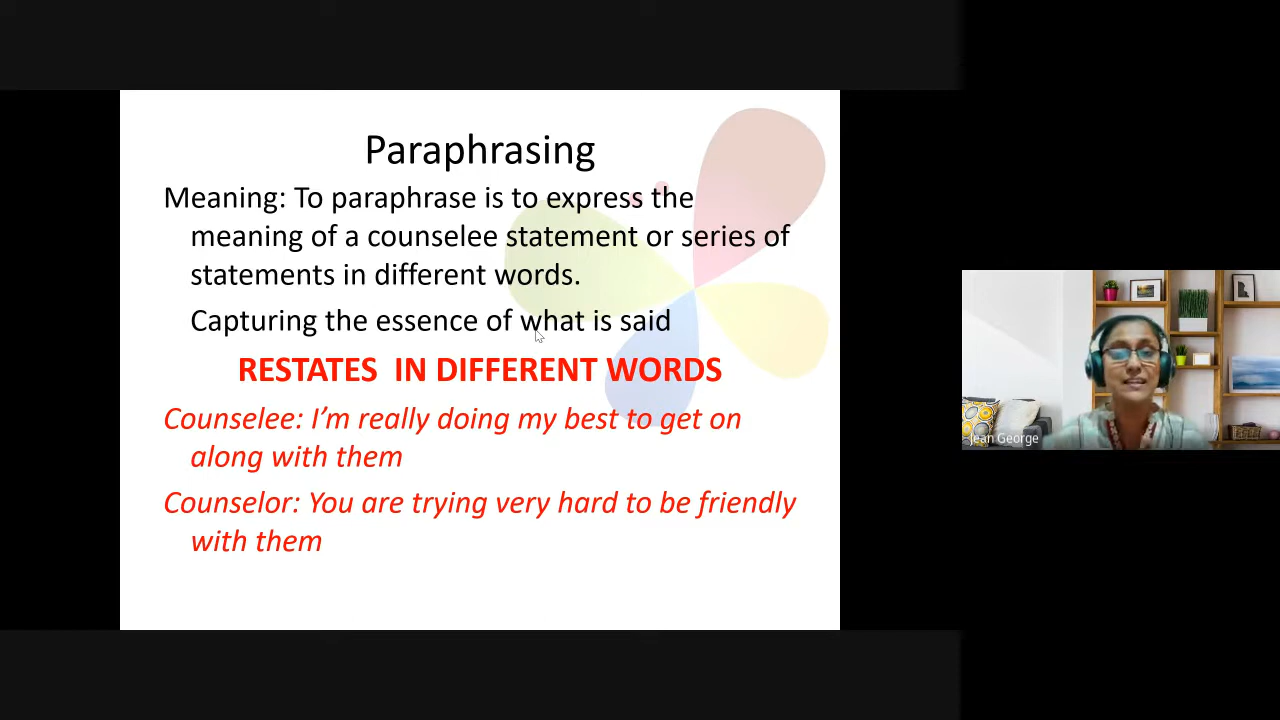 Paraphrasing
Meaning: To paraphrase is to express the
meaning of a counselee statement or series of
statements in different words.
Capturing the essence of what is said
RESTATES IN DIFFERENT WORDS
Counselee: I’m really doing my best to get on
along with them
Counselor: You are trying very hard to be friendly
with them
Jean George